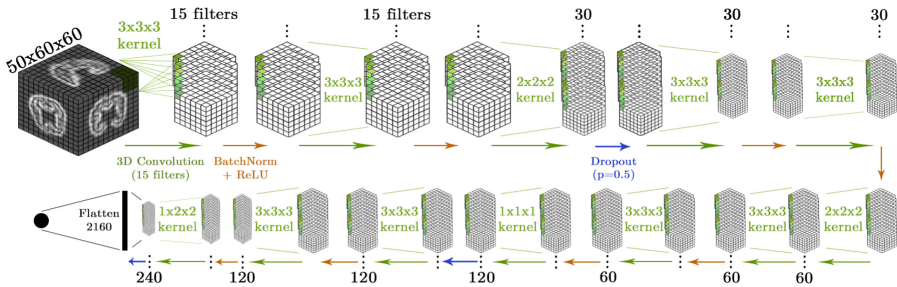 15 filters
15 filters
30
30
30
3x3x3
kernel
50x60x60
3x3x3
kernel
2x2x2
kernel
3x3x3
kernel
3x3x3
kernel
3D Convolution
(15 filters)
BatchNorm
+ ReLU
Dropout
(p=0.5)
Flatten
2160
1x2x2
kernel
3x3x3
kernel
3x3x3
kernel
1x1x1
kernel
3x3x3
kernel
3x3x3
kernel
2x2x2
kernel
240
120
120
120
60
60
60